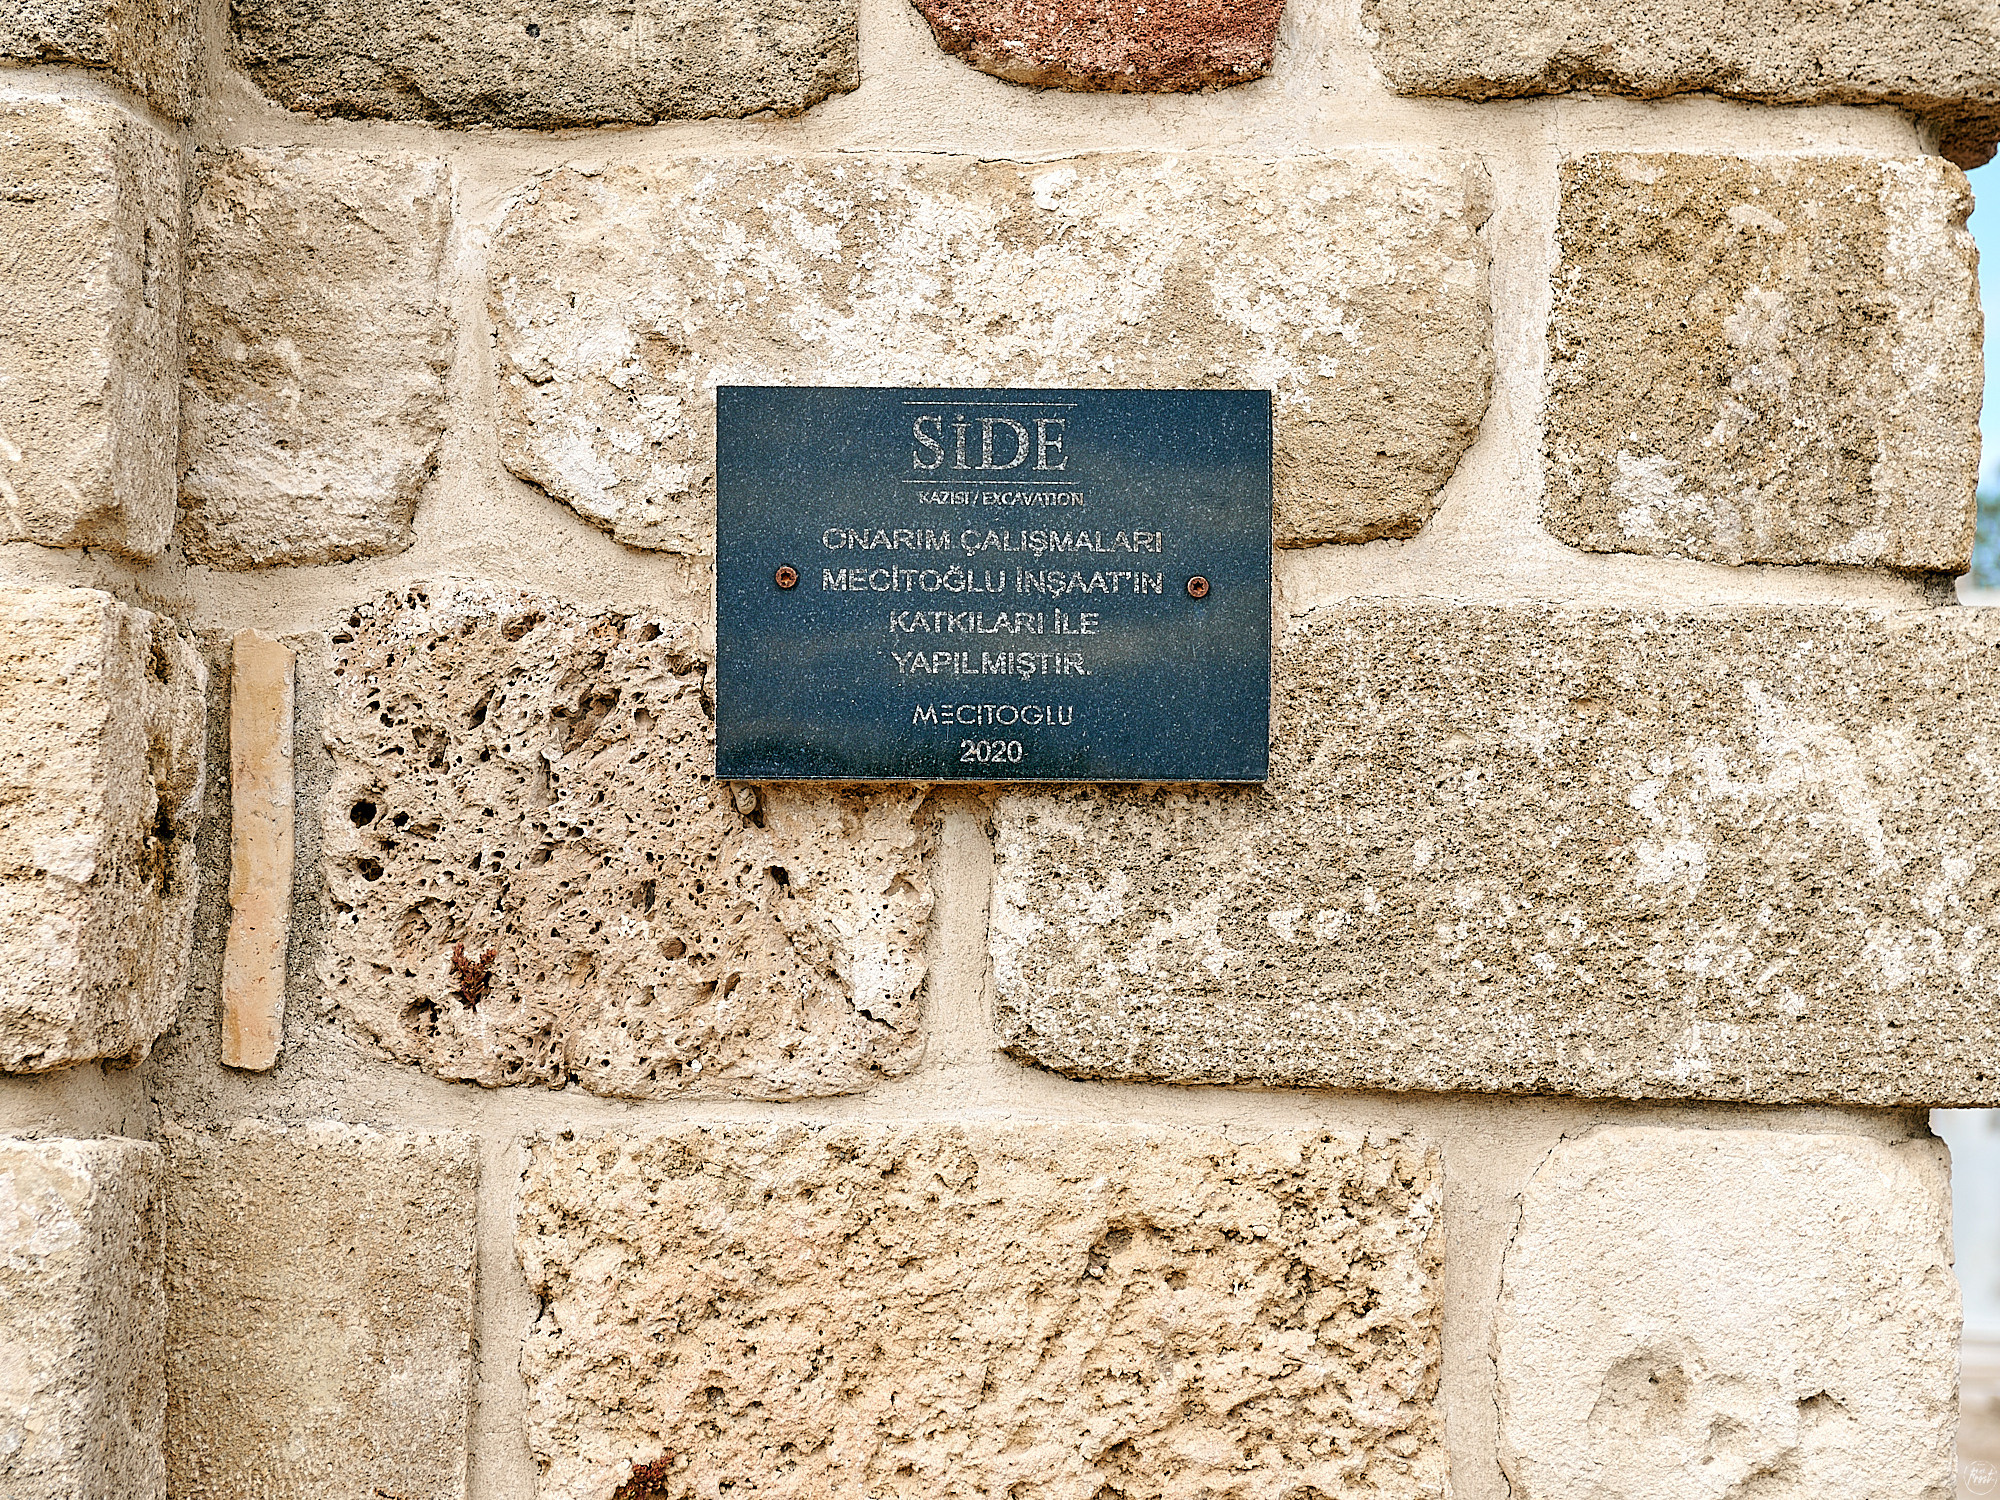 SİDE
KAZISI / EXCAVATION
ONARIM ÇALIŞMALARI
MECİTOĞLU İNŞAAT'IN
KATKILARI İLE
YAPILMIŞTIR.
MECITOGLU
2020